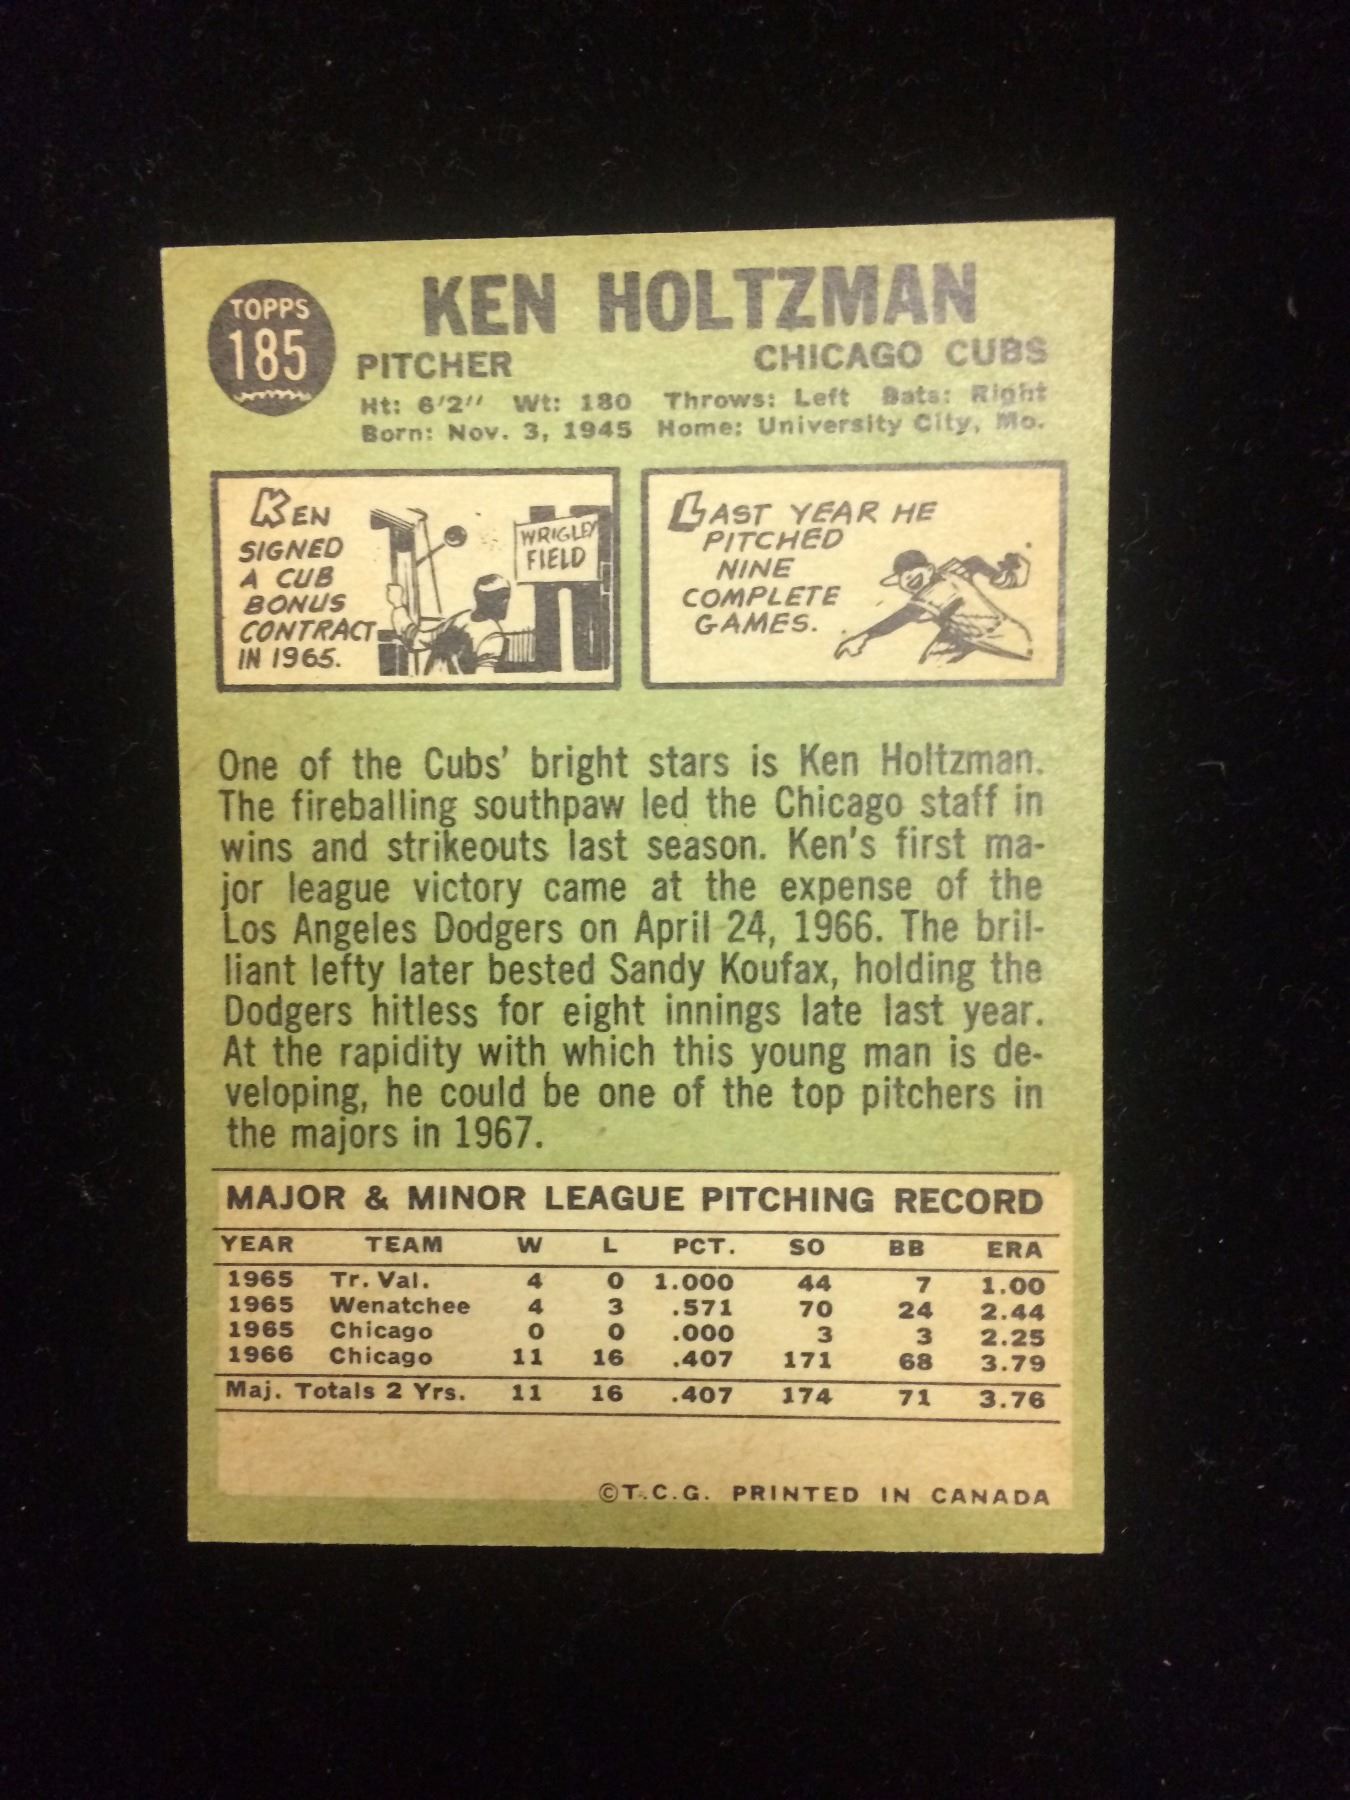 TOPPS
185
KEN HOLTZMAN
PITCHER CHICAGO CUBS
Ht: 6'2" Wt: 180 Throws: Left Bats: Right
Born: Nov. 3, 1945 Home: University City, Mo.
KEN
SIGNED
A CUB
BONUS
CONTRACT
IN 1965.
WRIGLEY
FIELD
LAST YEAR HE
PITCHED
NINE
COMPLETE
GAMES.
One of the Cubs' bright stars is Ken Holtzman.
The fireballing southpaw led the Chicago staff in
wins and strikeouts last season. Ken's first ma-
jor league victory came at the expense of the
Los Angeles Dodgers on April 24, 1966. The bril-
liant lefty later bested Sandy Koufax, holding the
Dodgers hitless for eight innings late last year.
At the rapidity with which this young man is de-
veloping, he could be one of the top pitchers in
the majors in 1967.
MAJOR & MINOR LEAGUE PITCHING RECORD
YEAR TEAM W L PCT. SO BB ERA
1965 Tr. Val. 4 0 1.000 44 7 1.00
1965 Wenatchee 4 3 .571 70 24 2.44
1965 Chicago 0 0 .000 3 3 2.25
1966 Chicago 11 16 .407 171 68 3.79
Maj. Totals 2 Yrs. 11 16 .407 174 71 3.76
©T.C.G. PRINTED IN CANADA